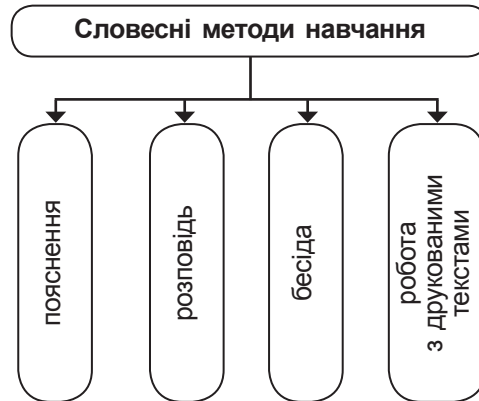 Словесні методи навчання
пояснення
розповідь
бесіда
робота
з друкованими
текстами